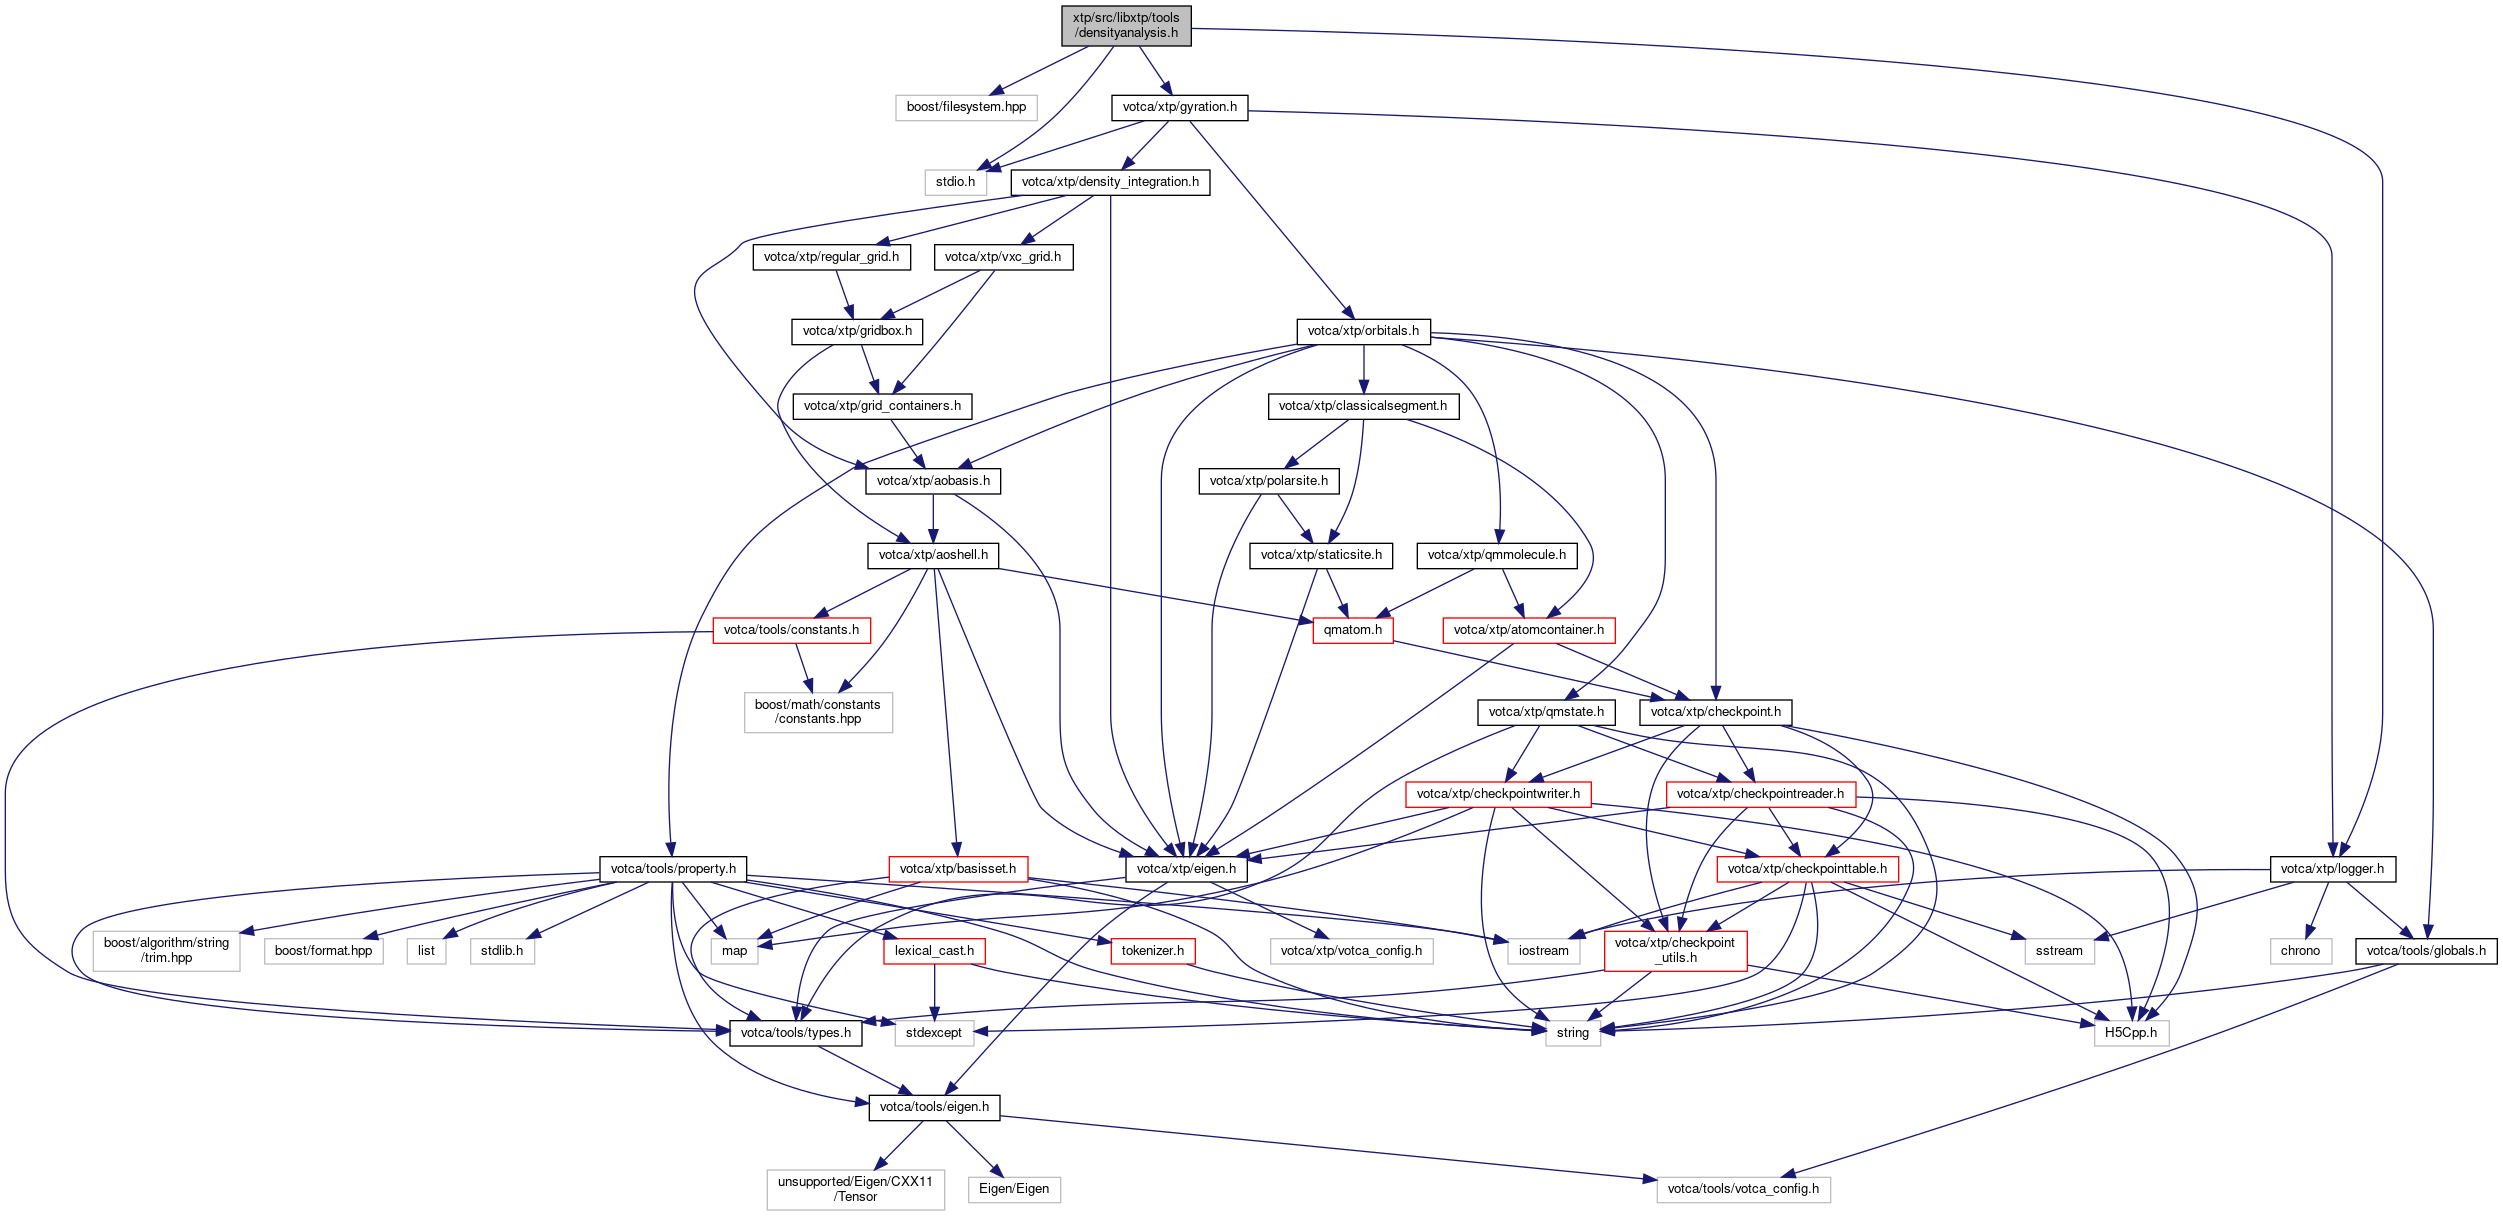 xtp/src/libxtp/tools
/densityanalysis.h
boost/filesystem.hpp
votca/xtp/gyration.h
stdio.h
votca/xtp/density_integration.h
votca/xtp/regular_grid.h
votca/xtp/vxc_grid.h
votca/xtp/gridbox.h
votca/xtp/orbitals.h
votca/xtp/grid_containers.h
votca/xtp/classicalsegment.h
votca/xtp/aobasis.h
votca/xtp/polarsite.h
votca/xtp/aoshell.h
votca/xtp/staticsite.h
votca/xtp/qmmolecule.h
votca/tools/constants.h
qmatom.h
votca/xtp/atomcontainer.h
boost/math/constants
/constants.hpp
votca/xtp/qmstate.h
votca/xtp/checkpoint.h
votca/xtp/checkpointwriter.h
votca/xtp/checkpointreader.h
votca/tools/property.h
votca/xtp/basisset.h
votca/xtp/eigen.h
votca/xtp/checkpointtable.h
votca/xtp/logger.h
boost/algorithm/string
/trim.hpp
boost/format.hpp
list
stdlib.h
map
lexical_cast.h
tokenizer.h
votca/xtp/votca_config.h
iostream
votca/xtp/checkpoint
_utils.h
sstream
chrono
votca/tools/globals.h
votca/tools/types.h
stdexcept
string
H5Cpp.h
votca/tools/eigen.h
unsupported/Eigen/CXX11
/Tensor
Eigen/Eigen
votca/tools/votca_config.h